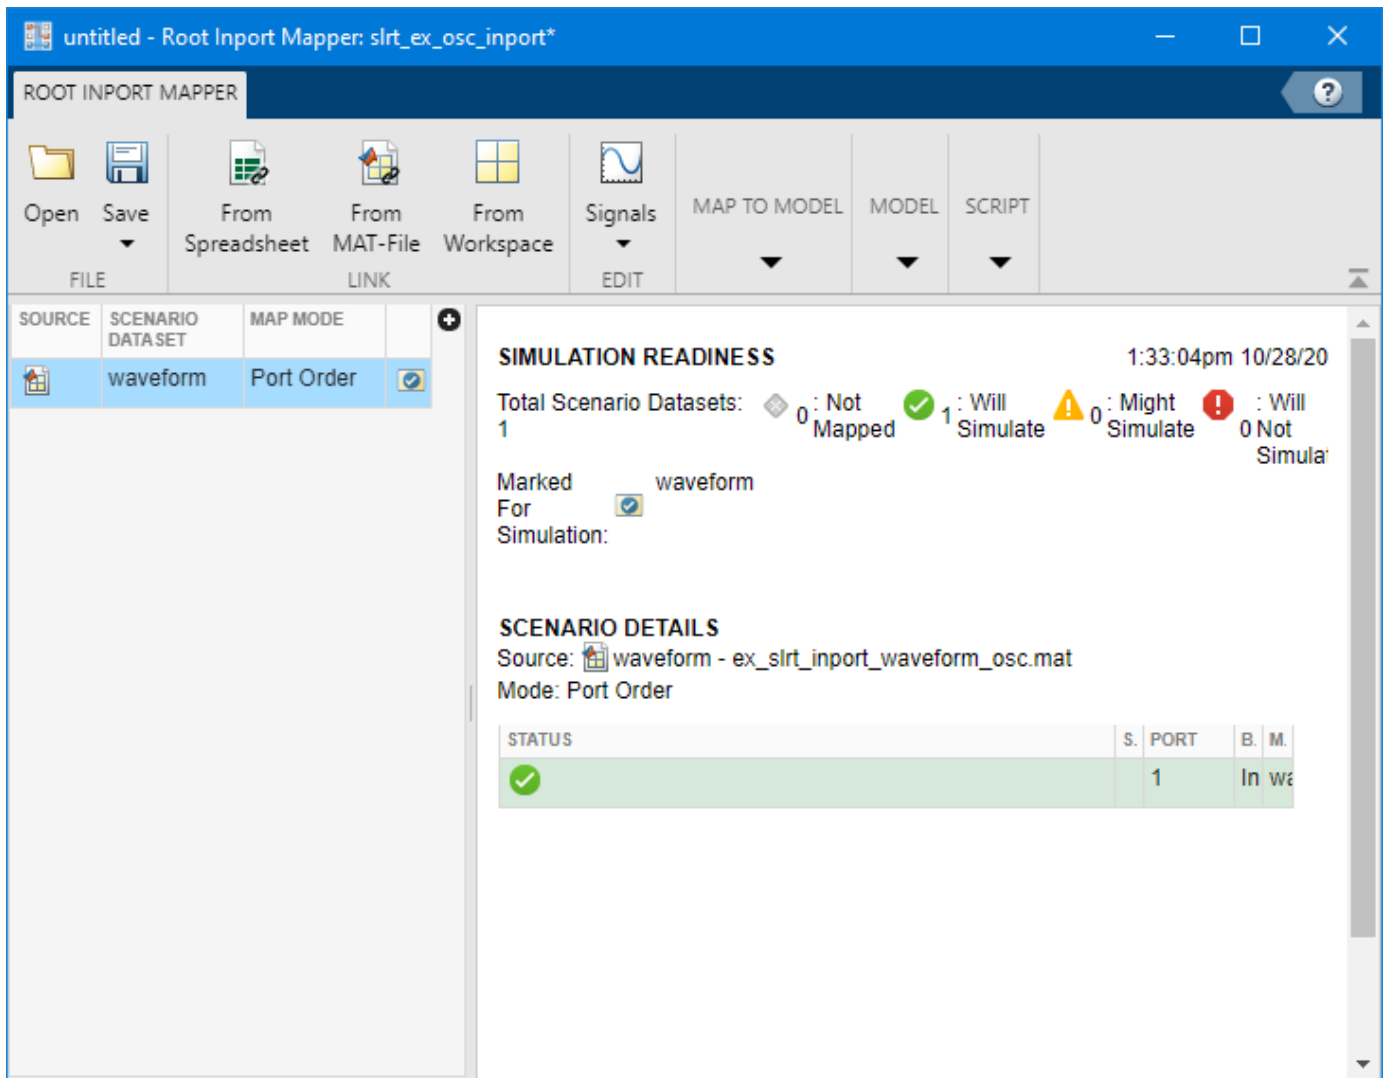 untitled - Root Inport Mapper: slrt_ex_osc_inport*
ROOT INPORT MAPPER
?
Open
Save
From
Spreadsheet
From
MAT-File
From
Workspace
Signals
MAP TO MODEL
MODEL
SCRIPT
FILE
LINK
EDIT
SOURCE
SCENARIO
DATASET
MAP MODE
waveform
Port Order
SIMULATION READINESS
1:33:04pm 10/28/20
Total Scenario Datasets:
1
0 : Not
Mapped
1 : Will
Simulate
0 : Might
Simulate
0 : Will
Not
Simula
Marked
For
Simulation:
waveform
SCENARIO DETAILS
Source: waveform - ex_slrt_inport_waveform_osc.mat
Mode: Port Order
STATUS S. PORT B. M.
1 In wa